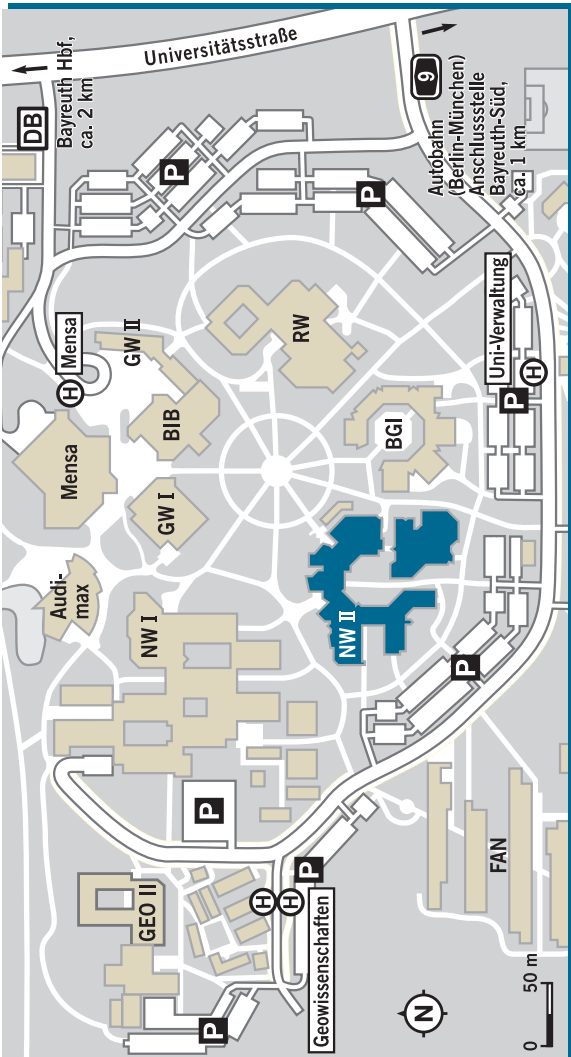 Universitätsstraße
DB
Bayreuth Hbf,
ca. 2 km
9
Autobahn
(Berlin-München)
Anschlussstelle
Bayreuth-Süd,
ca. 1 km
P
P
H
Mensa
GW II
RW
Uni-Verwaltung
H
P
Mensa
BIB
BGI
GW I
Audi-
max
NW I
NW II
P
P
FAN
GEO II
P
H
H
Geowissenschaften
P
N
0
50 m